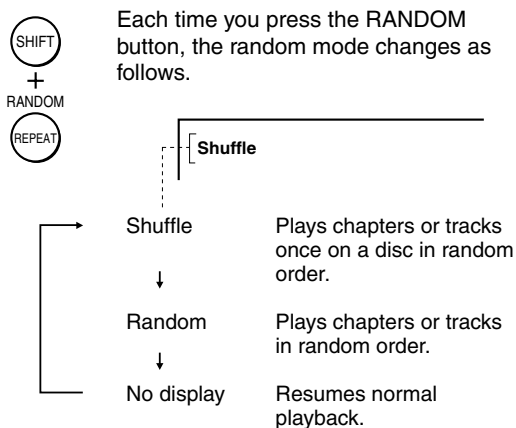 SHIFT
+
RANDOM
REPEAT
Each time you press the RANDOM
button, the random mode changes as
follows.
Shuffle
Shuffle
Plays chapters or tracks
once on a disc in random
order.
Random
Plays chapters or tracks
in random order.
No display
Resumes normal
playback.